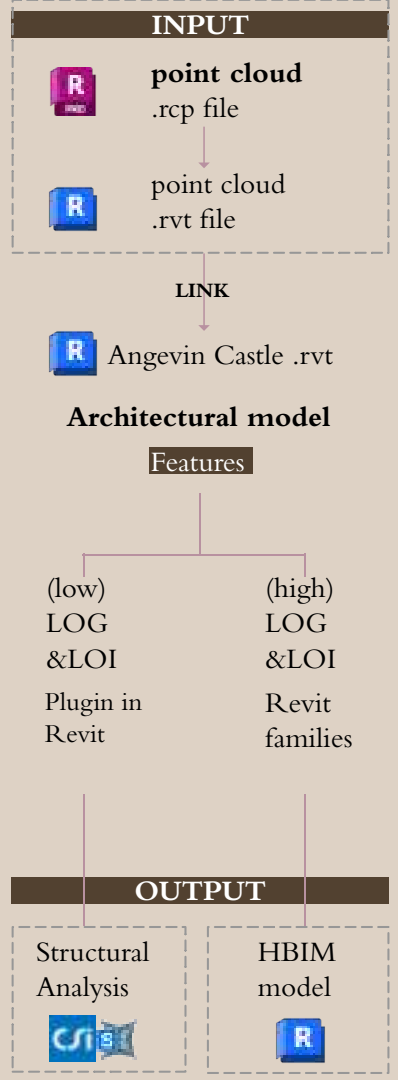 INPUT
R
point cloud
.rcp file
R
point cloud
.rvt file
LINK
R
Angevin Castle .rvt
Architectural model
Features
(low)
LOG
&LOI
Plugin in
Revit
(high)
LOG
&LOI
Revit
families
OUTPUT
Structural
Analysis
CSi
HBIM
model
R